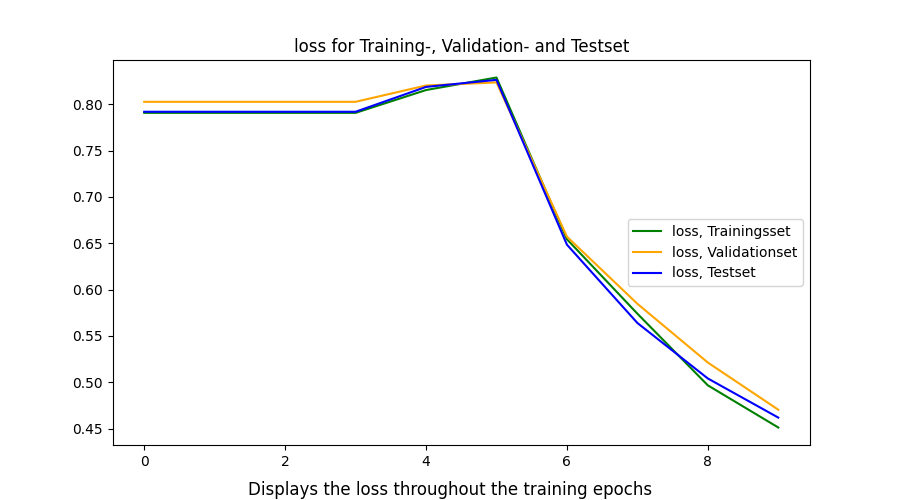 loss for Training-, Validation- and Testset
0.80
0.75
0.70
0.65
0.60
0.55
0.50
0.45
loss, Trainingsset
loss, Validationset
loss, Testset
0 2 4 6 8
Displays the loss throughout the training epochs